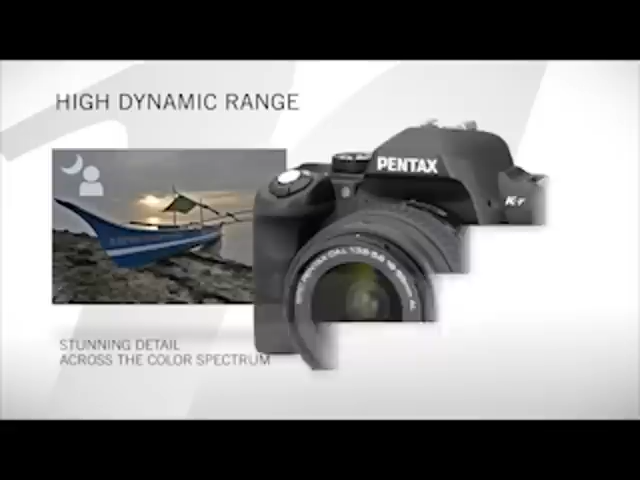 HIGH DYNAMIC RANGE
PENTAX
K-r
STUNNING DETAIL
ACROSS THE COLOR SPECTRUM